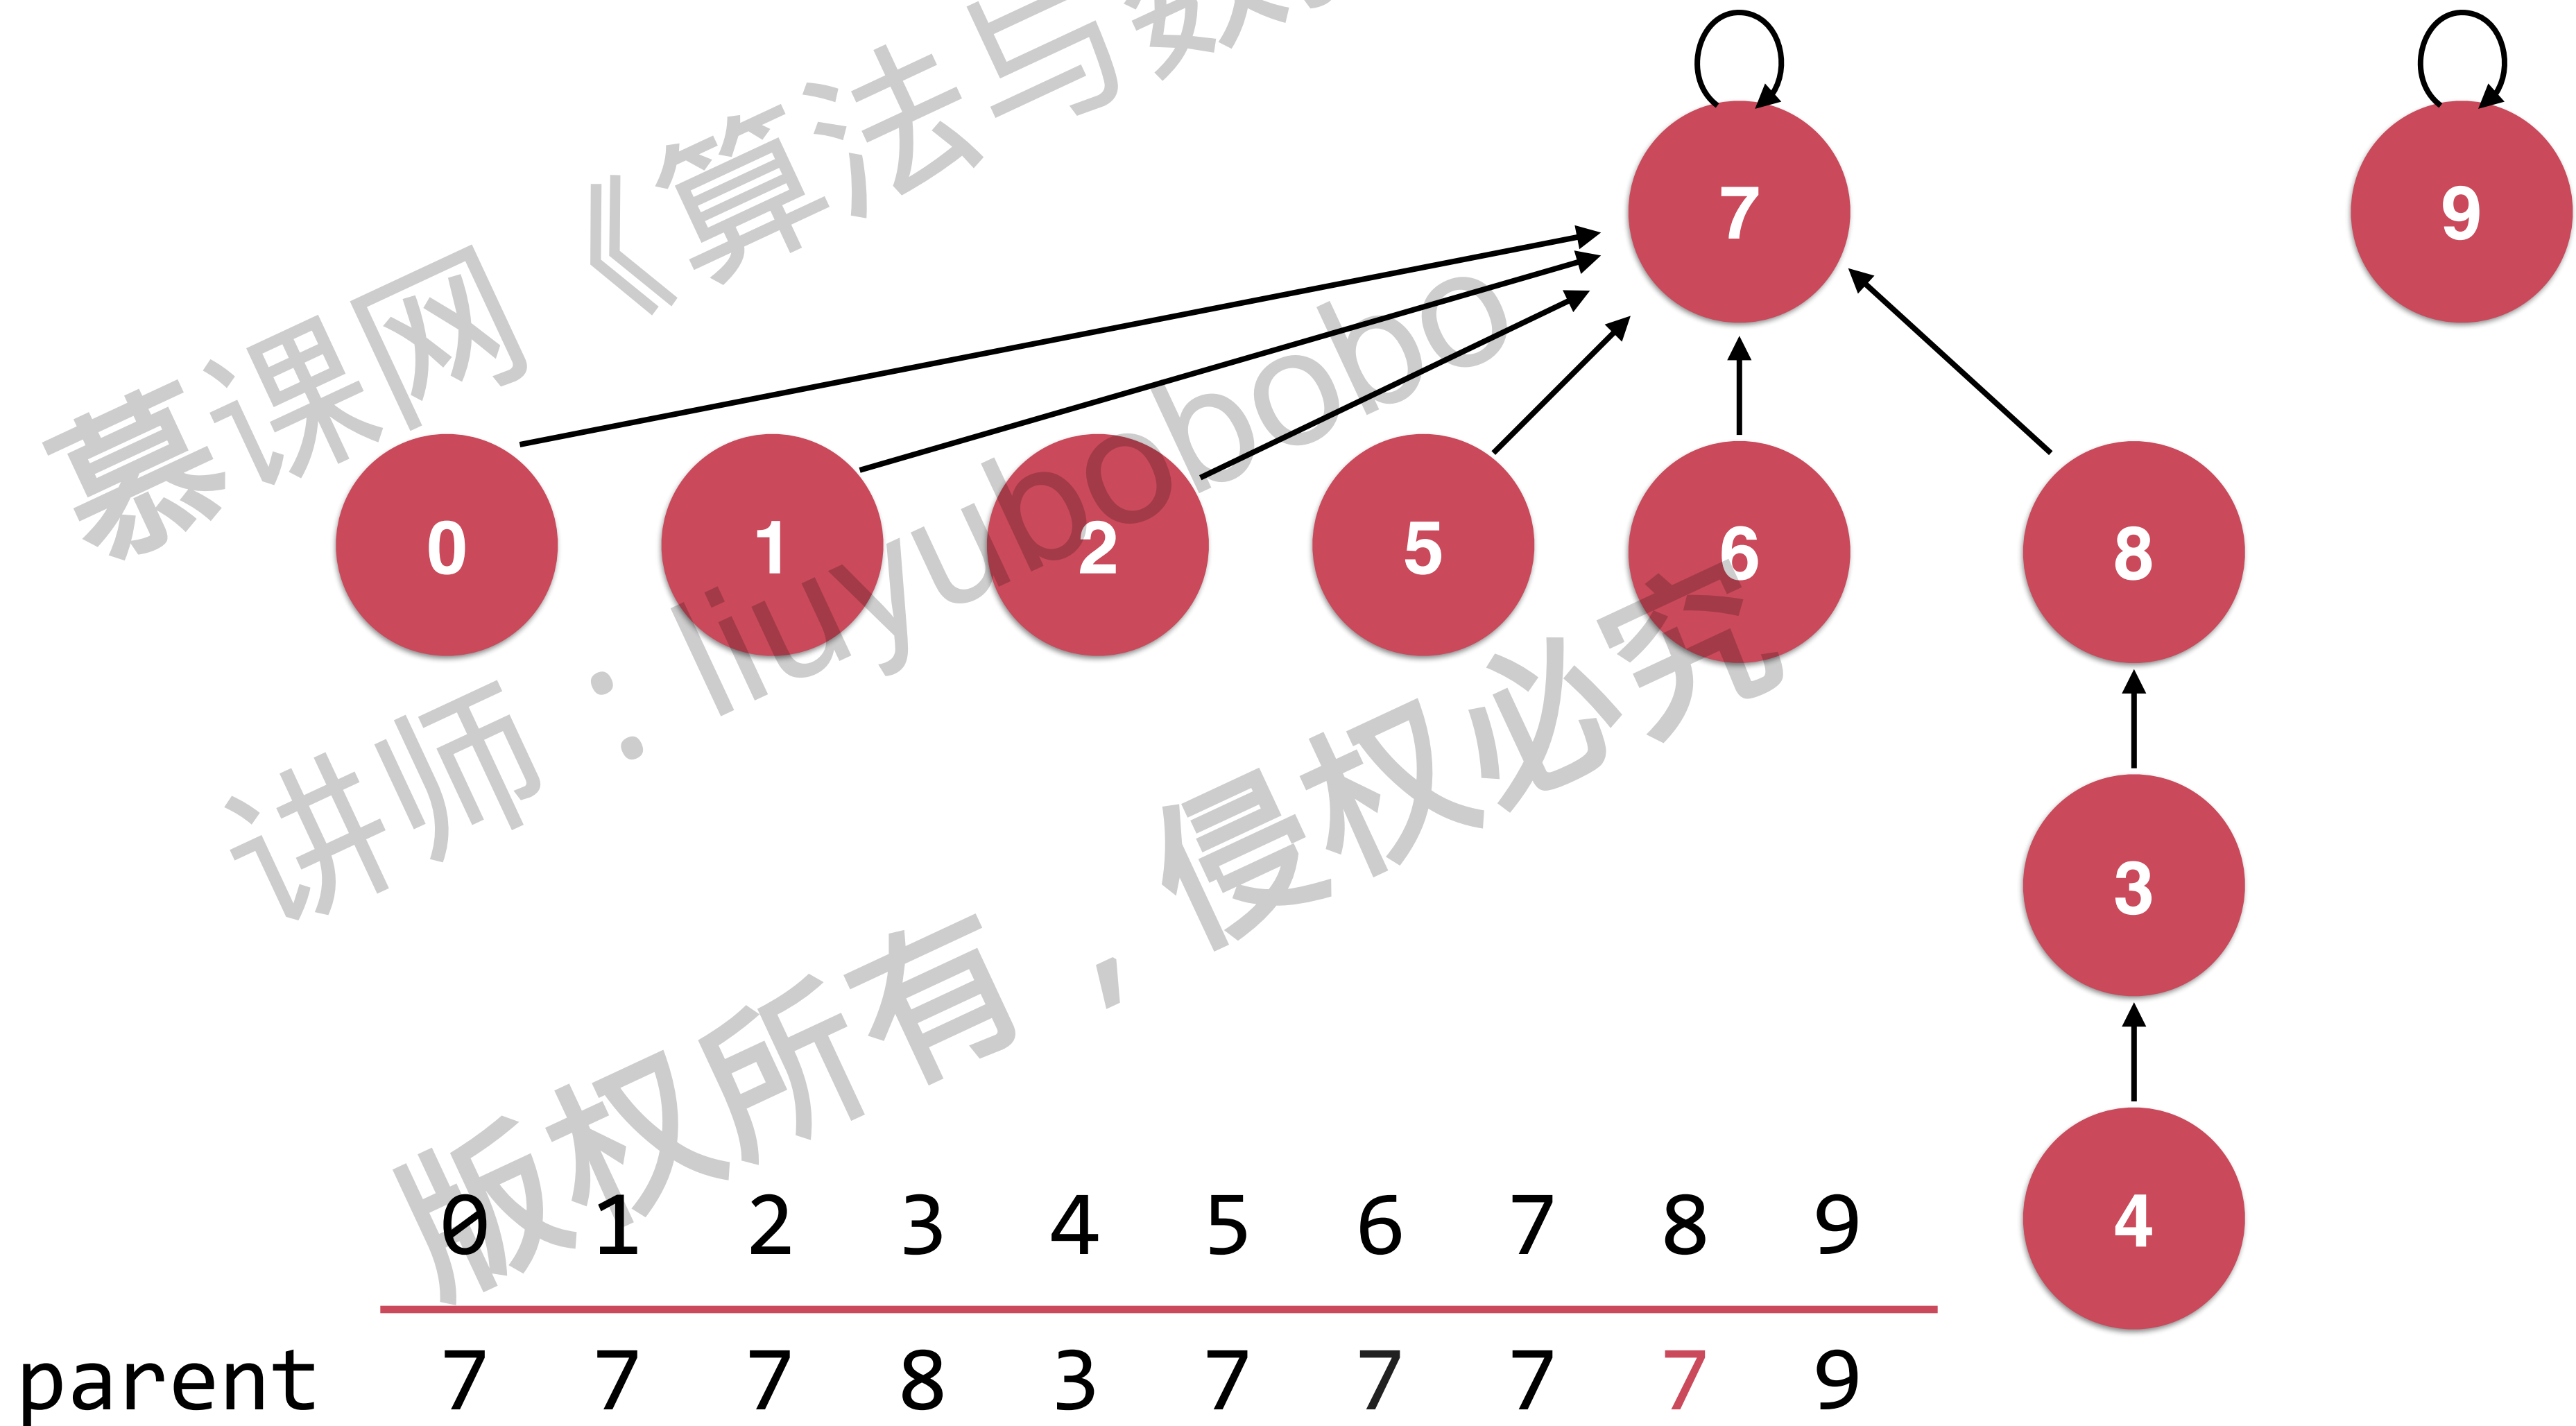 慕课网《算法与数
7 9
0 1 2 5 6 8
讲师：liuyubobobo
3
版权所有，侵权必究
4
0 1 2 3 4 5 6 7 8 9
parent 7 7 7 8 3 7 7 7 7 9